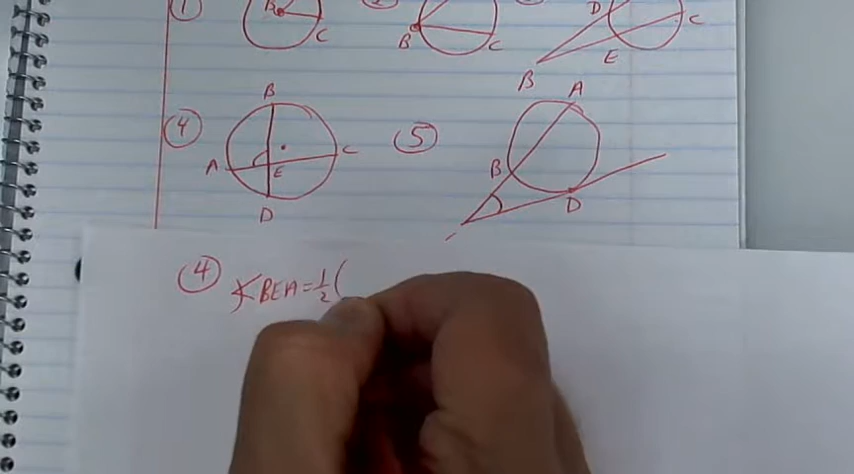 ① B C
B C
D C
E
B
④ B A C E D
⑤ A B D
④ ∡BEA=1/2(